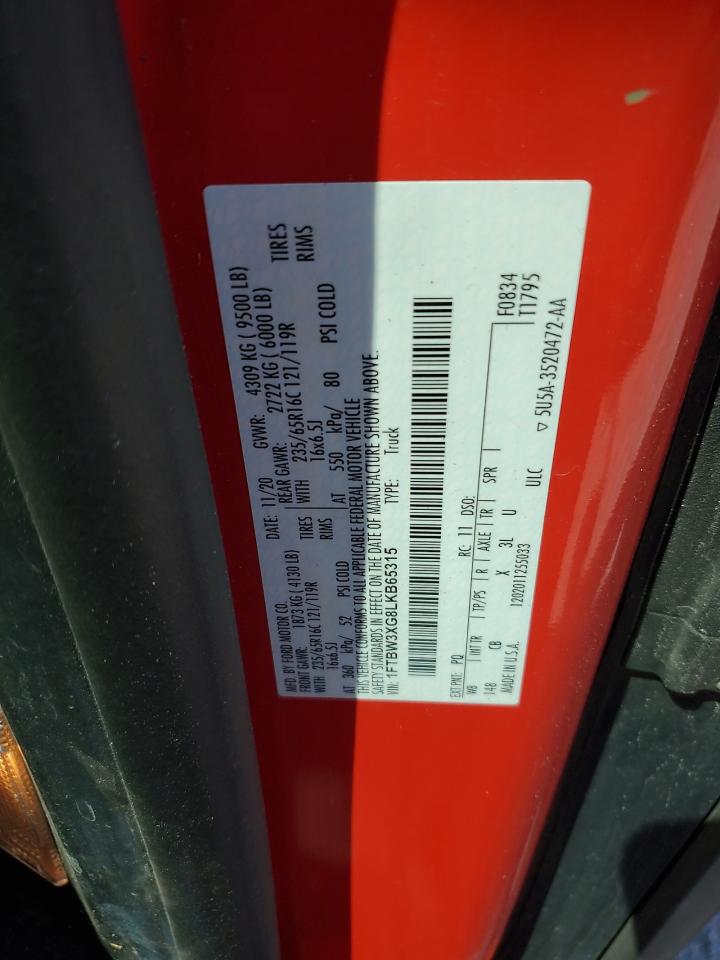 MFD. BY FORD MOTOR CO. DATE: 11/20 GVWR: 4309 KG ( 9500 LB)
FRONT GAWR: 1873 KG ( 4130 LB) REAR GAWR: 2722 KG ( 6000 LB)
WITH 235/65R16C 121/119R TIRES WITH 235/65R16C 121/119R TIRES
16x6.5J RIMS 16x6.5J RIMS
AT 360 kPa/ 52 PSI COLD AT 550 kPa/ 80 PSI COLD
THIS VEHICLE CONFORMS TO ALL APPLICABLE FEDERAL MOTOR VEHICLE
SAFETY STANDARDS IN EFFECT ON THE DATE OF MANUFACTURE SHOWN ABOVE.
VIN: 1FTBW3XG8LKB65315 TYPE: Truck
EXT PNT: PQ RC: 11 DSO: F0834
WB INT TR TP/PS R AXLE TR SPR T1795
148 CB X 3L U
MADE IN U.S.A. 1202011255033 ULC ▽ 5U5A-3520472-AA